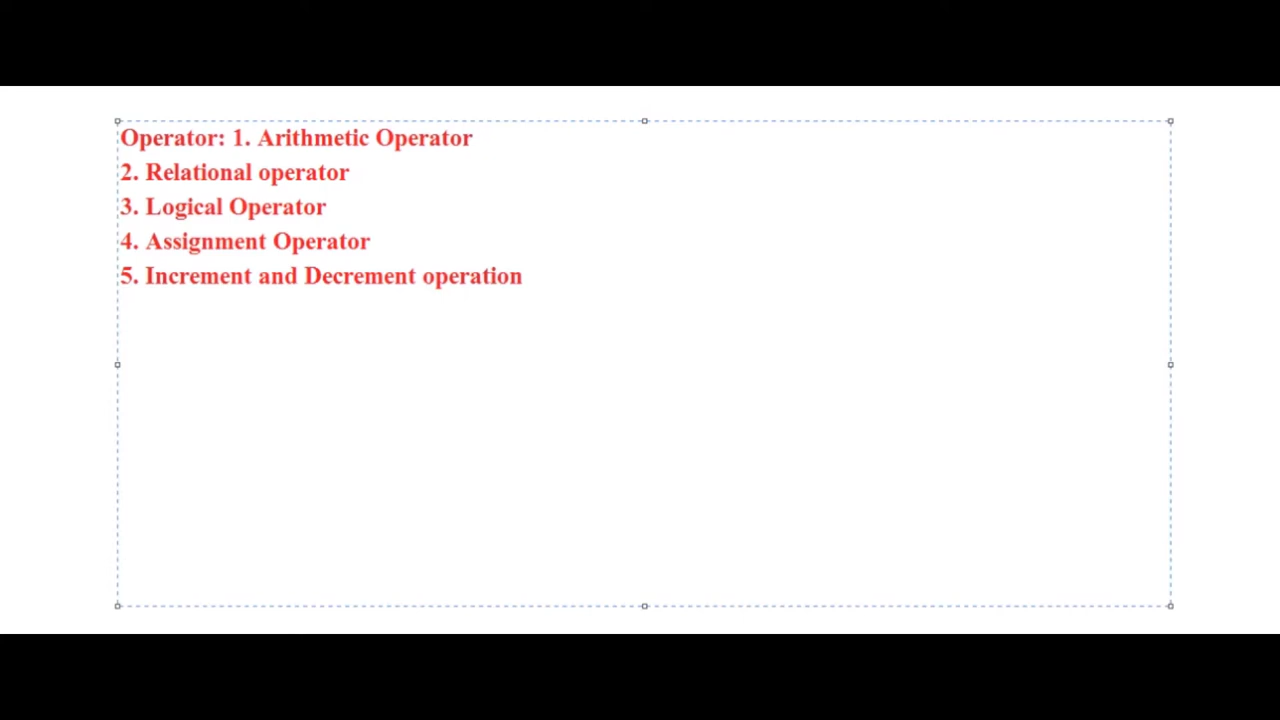 Operator: 1. Arithmetic Operator
2. Relational operator
3. Logical Operator
4. Assignment Operator
5. Increment and Decrement operation